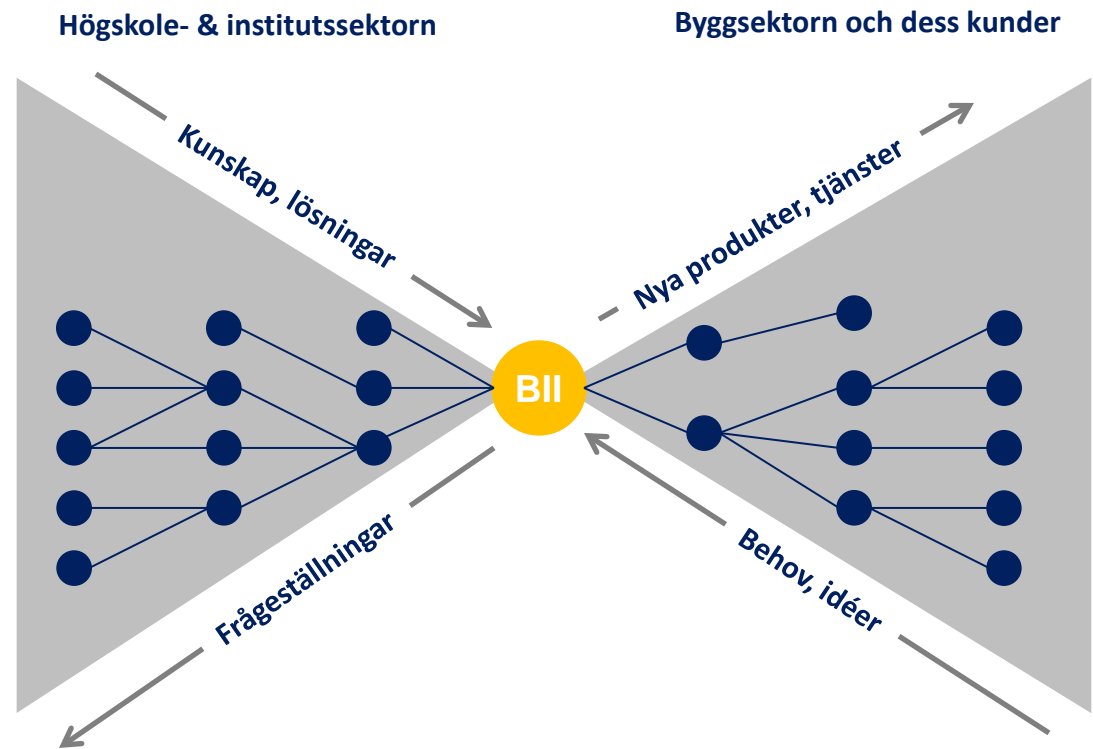 Högskole- & institutssektorn
Byggsektorn och dess kunder
Kunskap, lösningar
Nya produkter, tjänster
BII
Frågeställningar
Behov, idéer